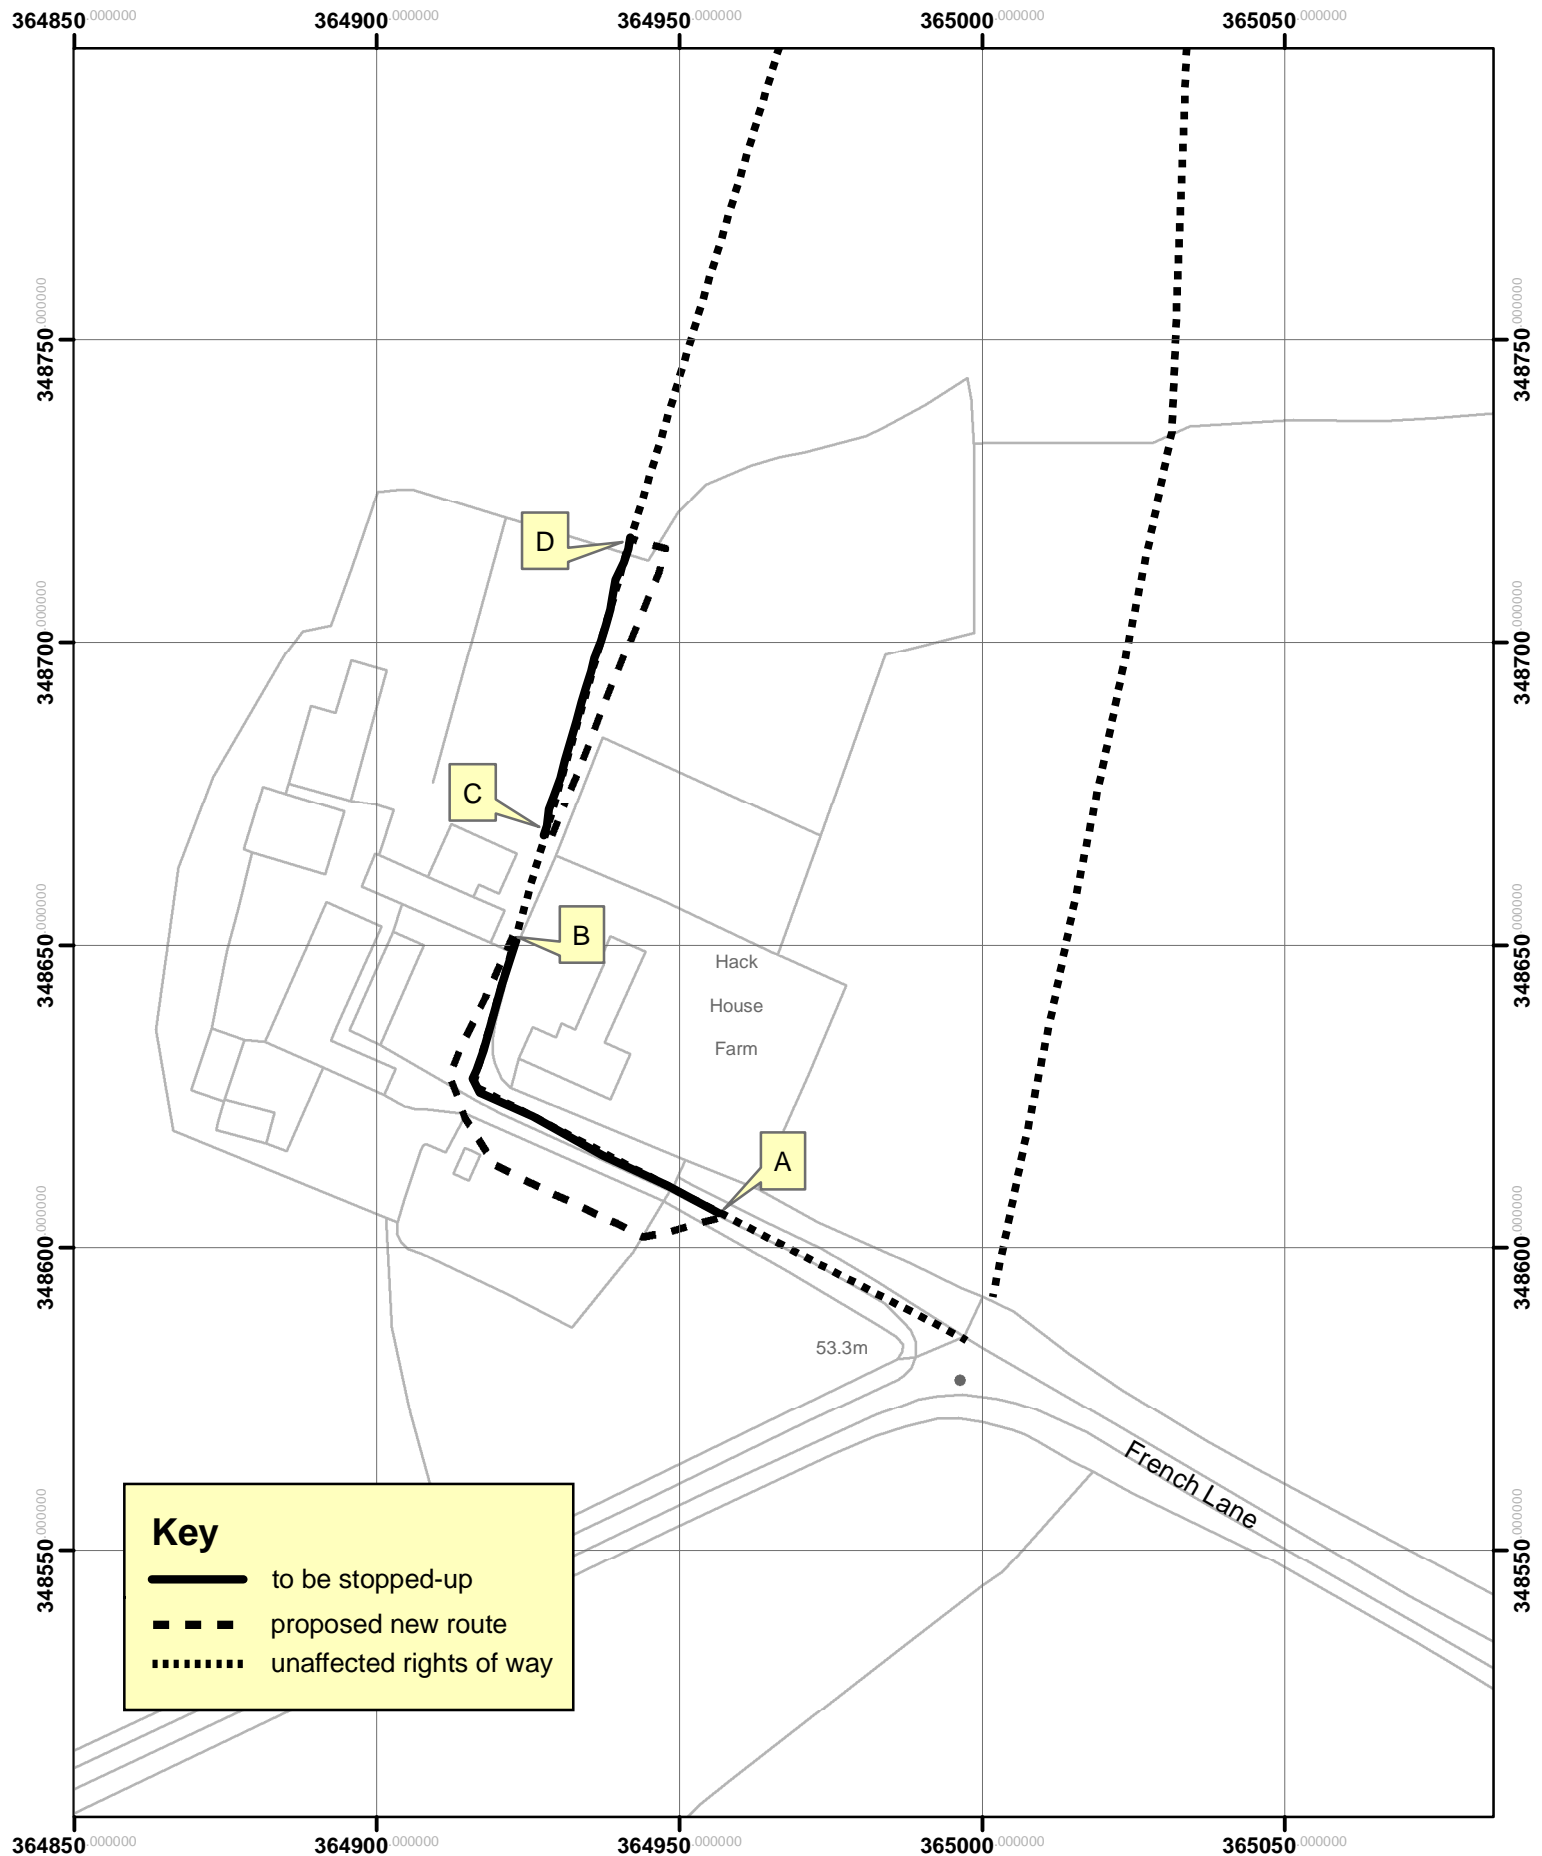 364850.000000 364900.000000 364950.000000 365000.000000 365050.000000
348750.000000
348750.000000
D
348700.000000
348700.000000
C
B
348650.000000
348650.000000
Hack
House
Farm
A
348600.000000
348600.000000
53.3m
French Lane
348550.000000
348550.000000
Key
to be stopped-up
proposed new route
unaffected rights of way
364850.000000 364900.000000 364950.000000 365000.000000 365050.000000